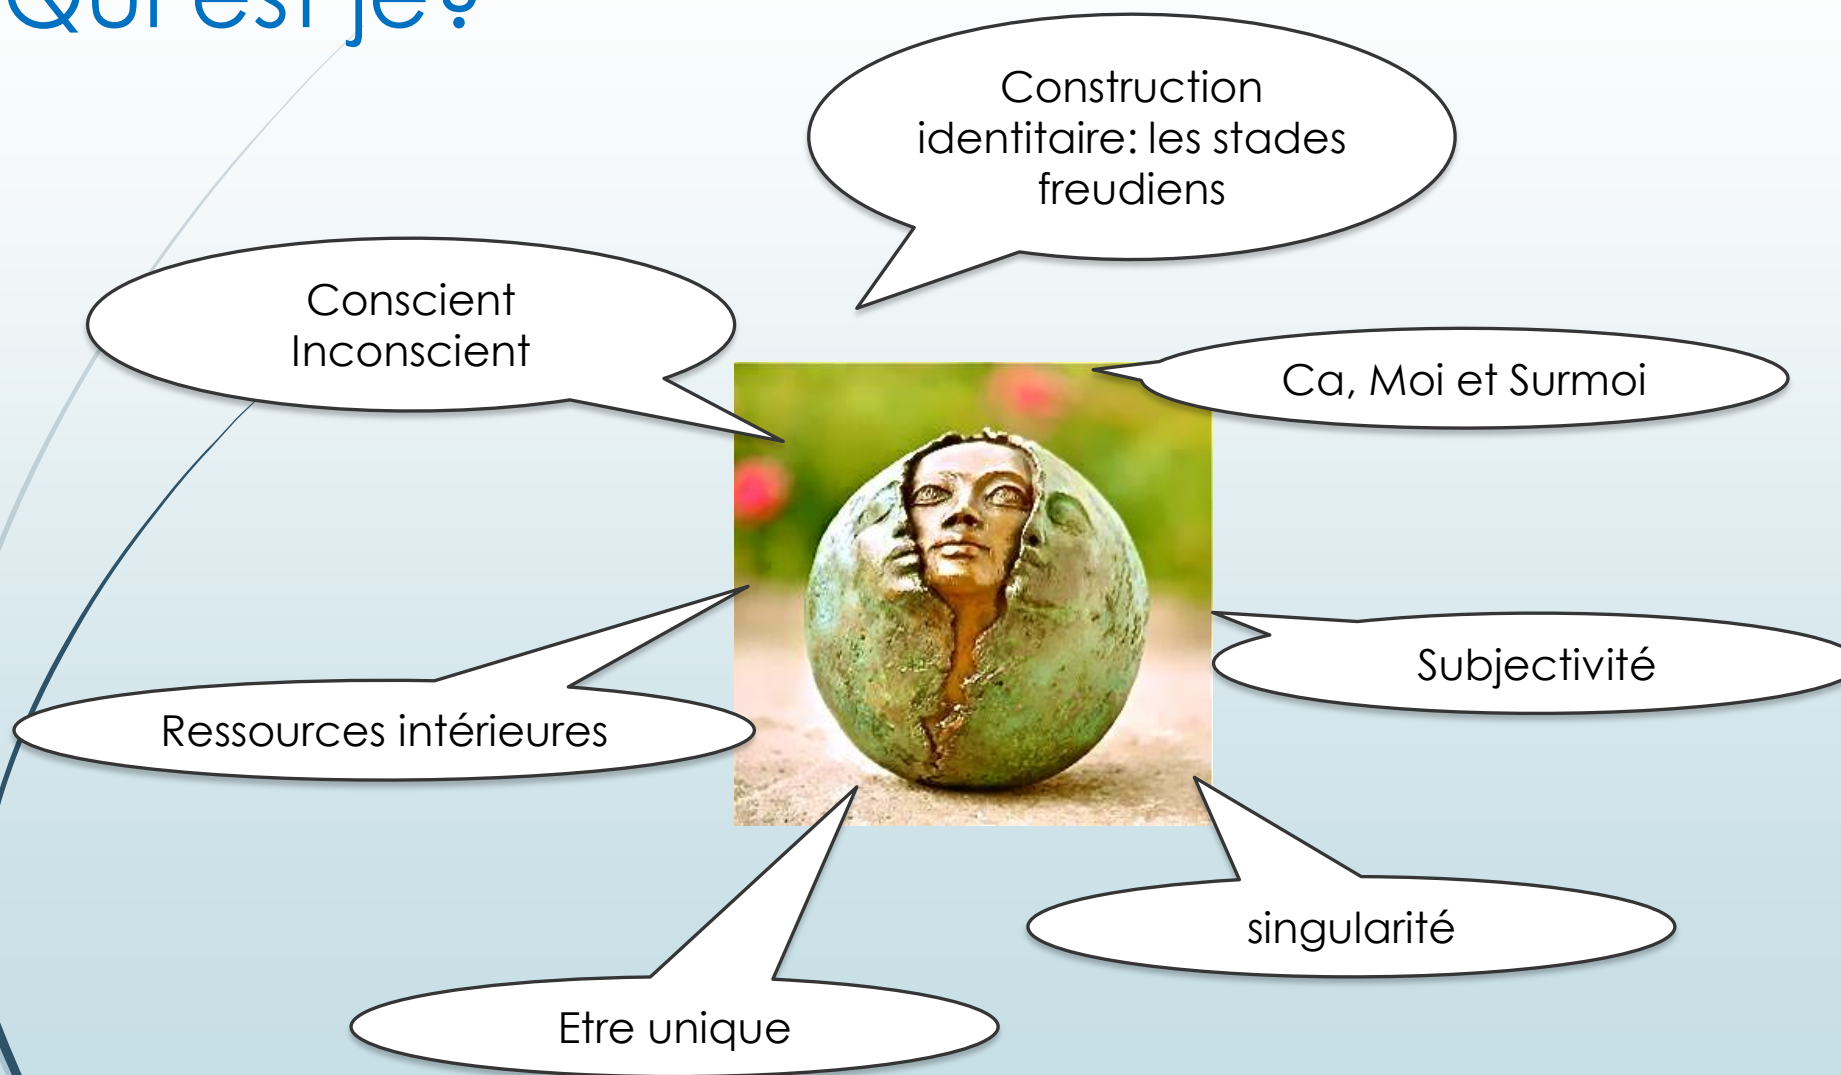 Qui est je?
Construction
identitaire: les stades
freudiens
Conscient
Inconscient
Ca, Moi et Surmoi
Subjectivité
Ressources intérieures
singularité
Etre unique